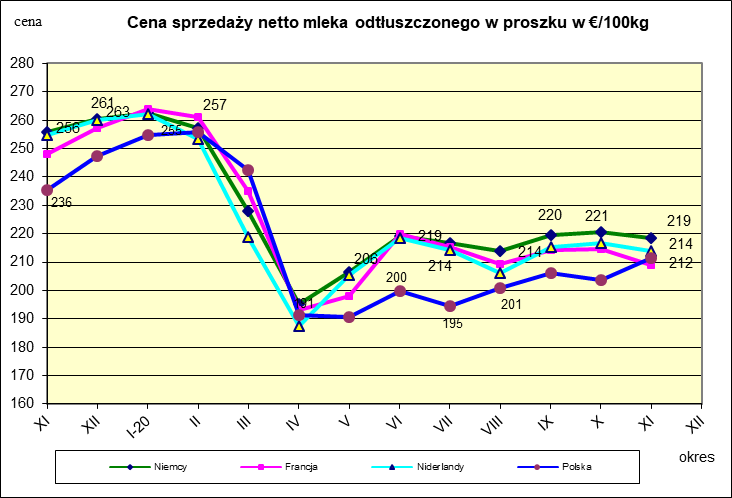 cena
Cena sprzedaży netto mleka odtłuszczonego w proszku w €/100kg
280
270
260
250
240
230
220
210
200
190
180
170
160
256
261
263
255
257
236
206
219
200
214
195
214
201
220
221
219
214
212
XI
XII
I-20
II
III
IV
V
VI
VII
VIII
IX
X
XI
XII
okres
Niemcy
Francja
Niderlandy
Polska